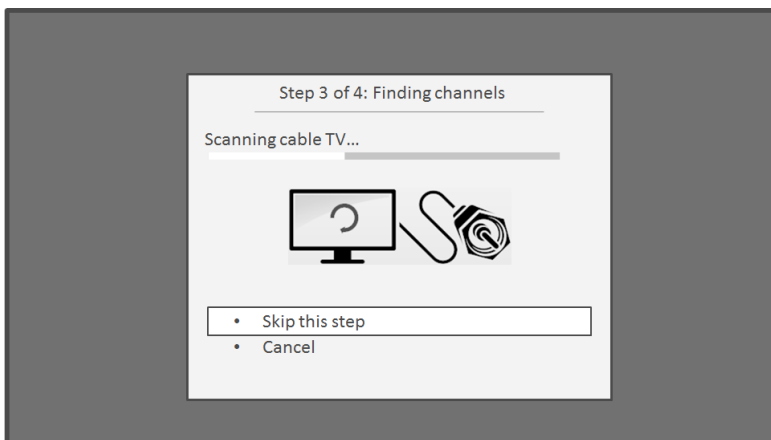 Step 3 of 4: Finding channels
Scanning cable TV...
• Skip this step
• Cancel